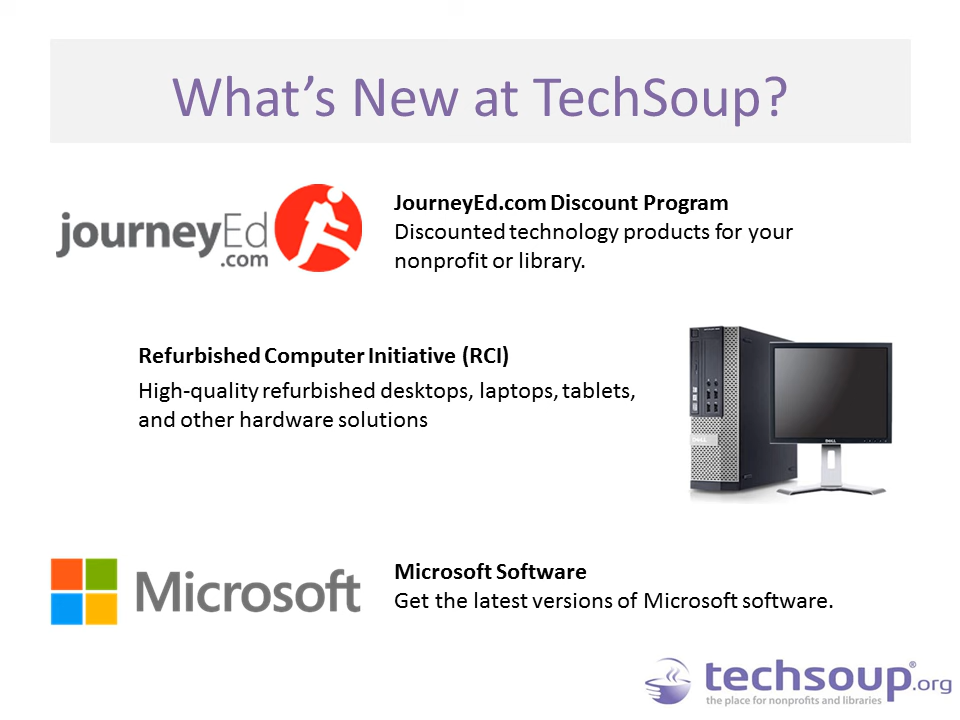 What's New at TechSoup?
journeyEd
.com
JourneyEd.com Discount Program
Discounted technology products for your
nonprofit or library.
Refurbished Computer Initiative (RCI)
High-quality refurbished desktops, laptops, tablets,
and other hardware solutions
DELL
DELL
Microsoft
Microsoft Software
Get the latest versions of Microsoft software.
techsoup®.org
the place for nonprofits and libraries